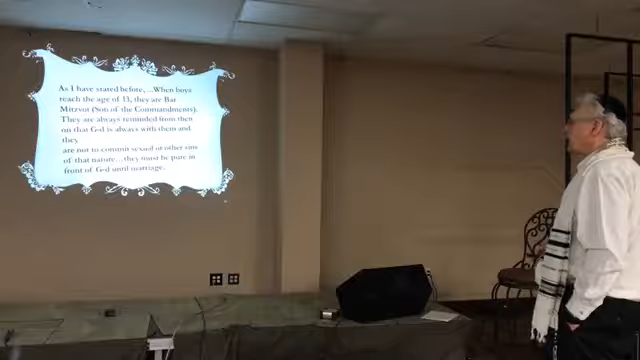 As I have stated before, ...When boys
reach the age of 13, they are Bar
Mitzvot (Son of the Commandments).
They are always reminded from then
on that G-d is always with them and
they
are not to commit sexual or other sins
of that nature...they must be pure in
front of G-d until marriage.